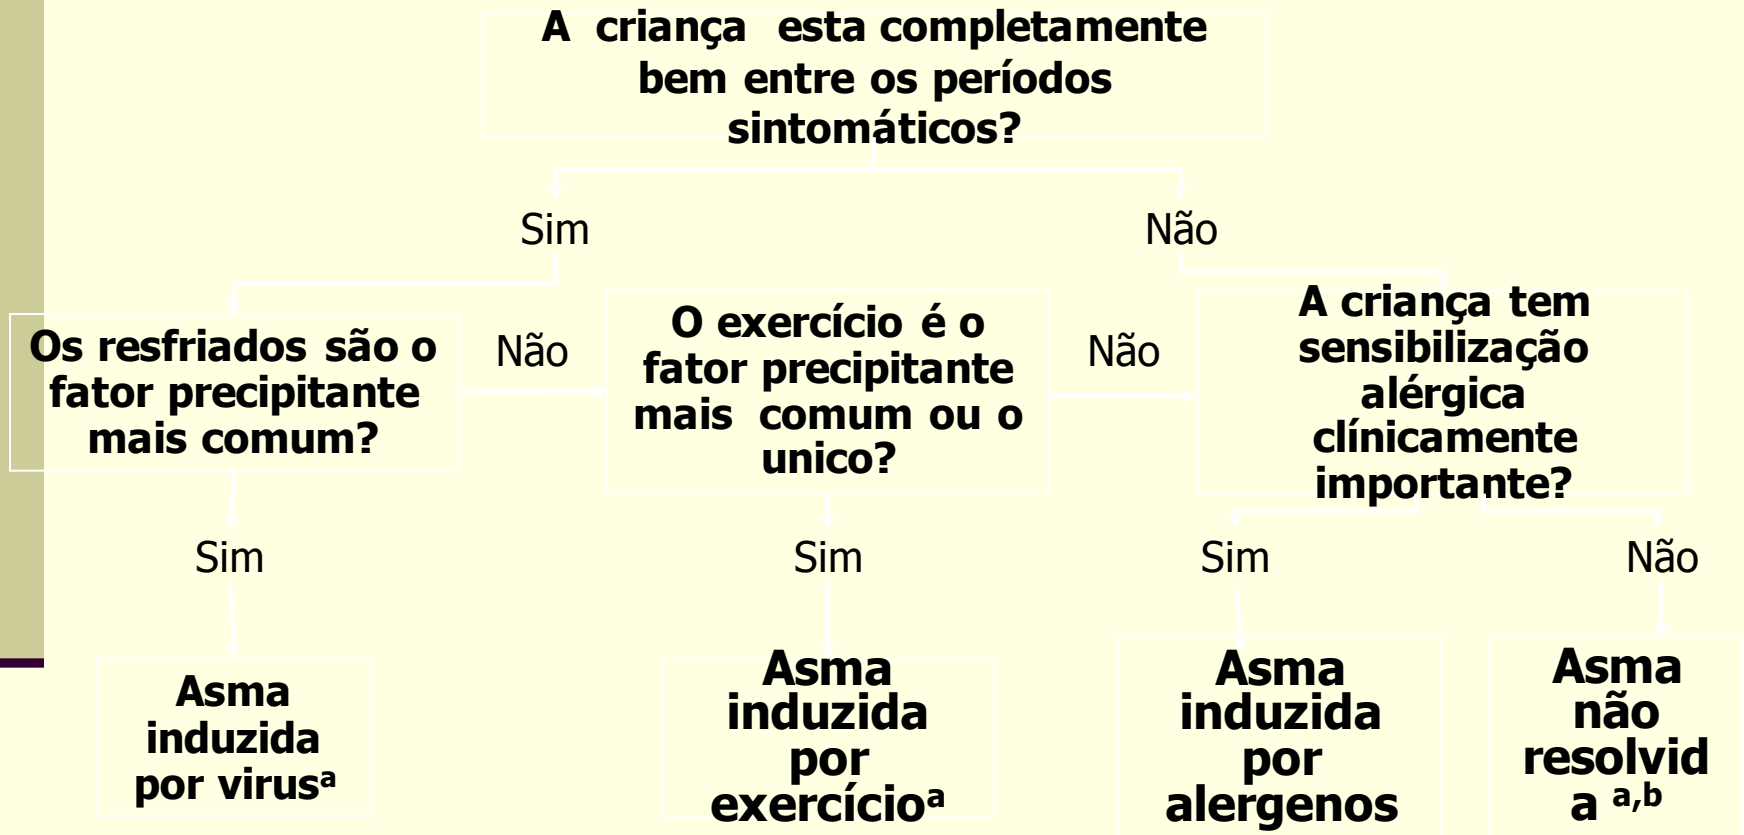 A criança esta completamente
bem entre os períodos
sintomáticos?
Sim
Não
Os resfriados são o
fator precipitante
mais comum?
Não
O exercício é o
fator precipitante
mais comum ou o
unico?
Não
A criança tem
sensibilização
alérgica
clínicamente
importante?
Sim
Sim
Sim
Não
Asma
induzida
por virusª
Asma
induzida
por
exercícioª
Asma
induzida
por
alergenos
Asma
não
resolvid
a a,b